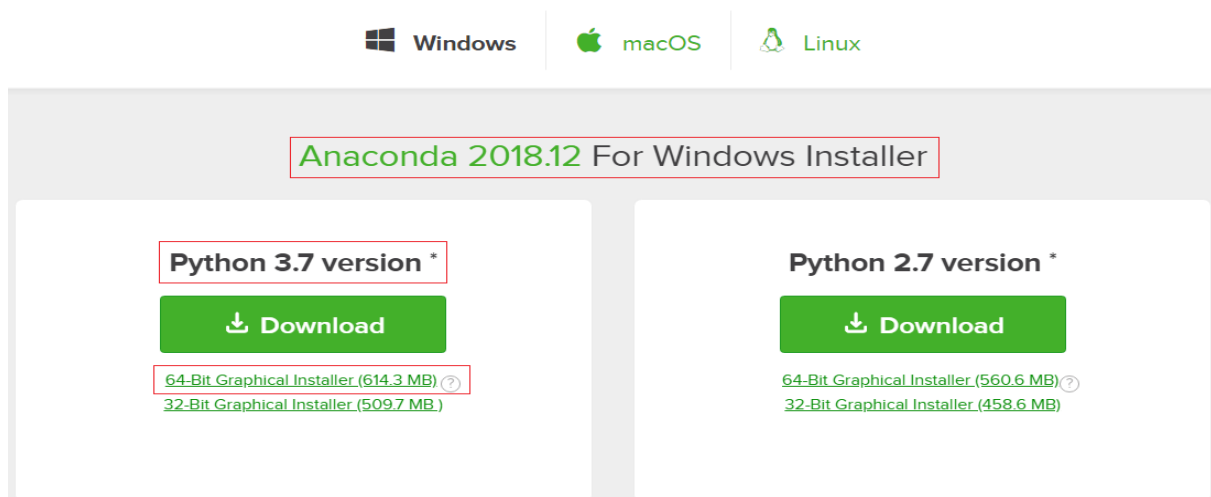 Windows macOS Linux
Anaconda 2018.12 For Windows Installer
Python 3.7 version *
Download
64-Bit Graphical Installer (614.3 MB) ?
32-Bit Graphical Installer (509.7 MB )
Python 2.7 version *
Download
64-Bit Graphical Installer (560.6 MB) ?
32-Bit Graphical Installer (458.6 MB)